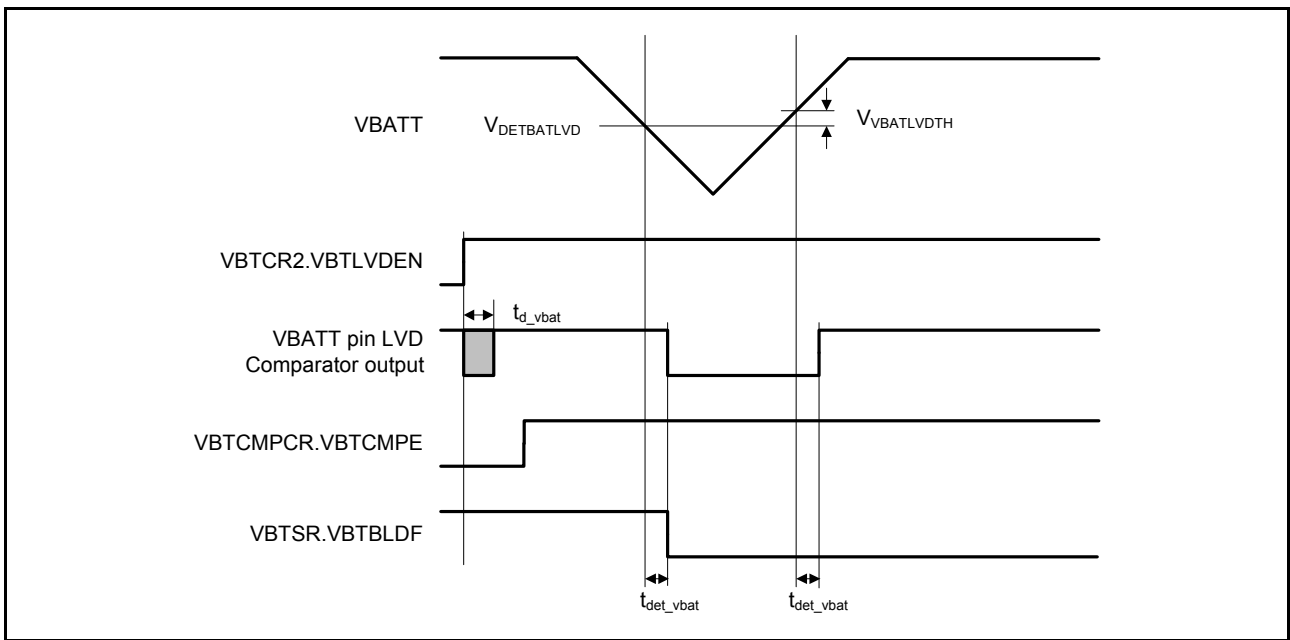 VBATT
VDETBATLVD
VVBATLVDTH
VBTCR2.VBTLVDEN
td_vbat
VBATT pin LVD
Comparator output
VBTCMPCR.VBTCMPE
VBTSR.VBTBLDF
tdet_vbat
tdet_vbat